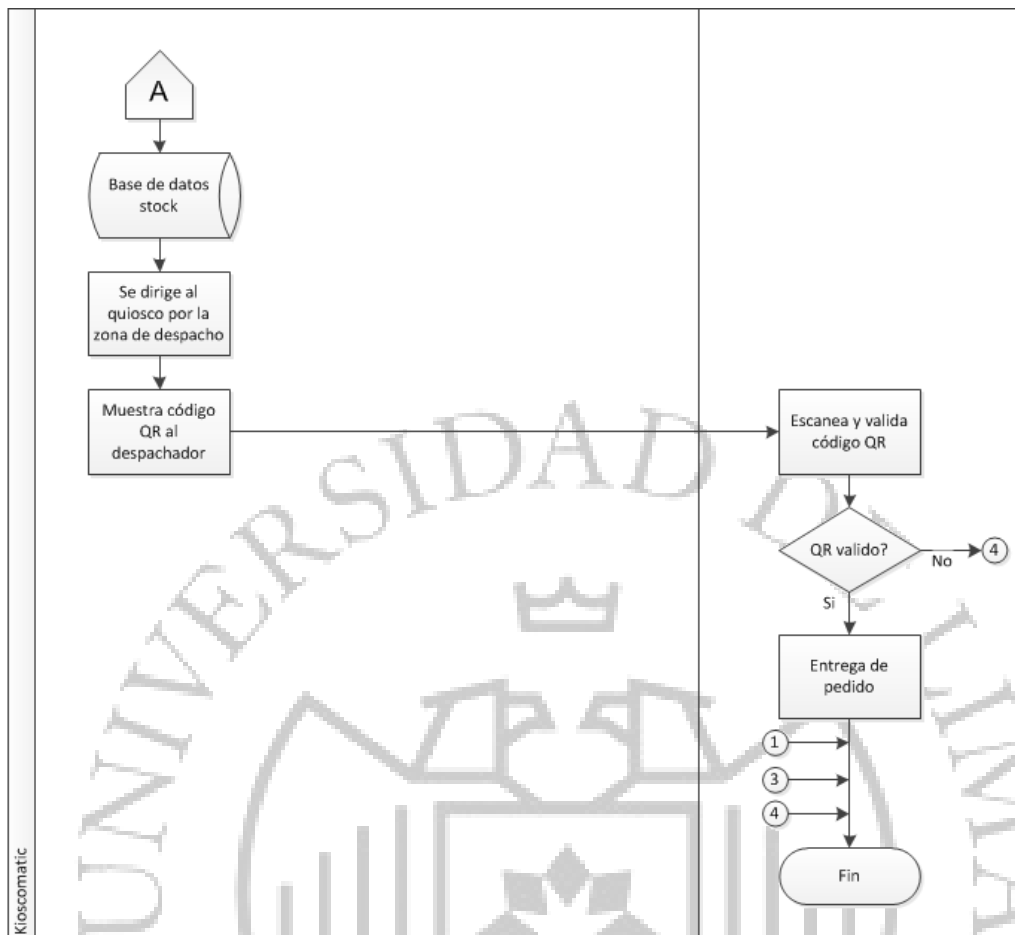 A
Base de datos
stock
Se dirige al
quiosco por la
zona de despacho
Muestra código
QR al
despachador
Escanea y valida
código QR
QR valido?
No
4
Si
Entrega de
pedido
1
3
4
Fin
Kioscomatic
UNIVERSIDAD DE LIMA